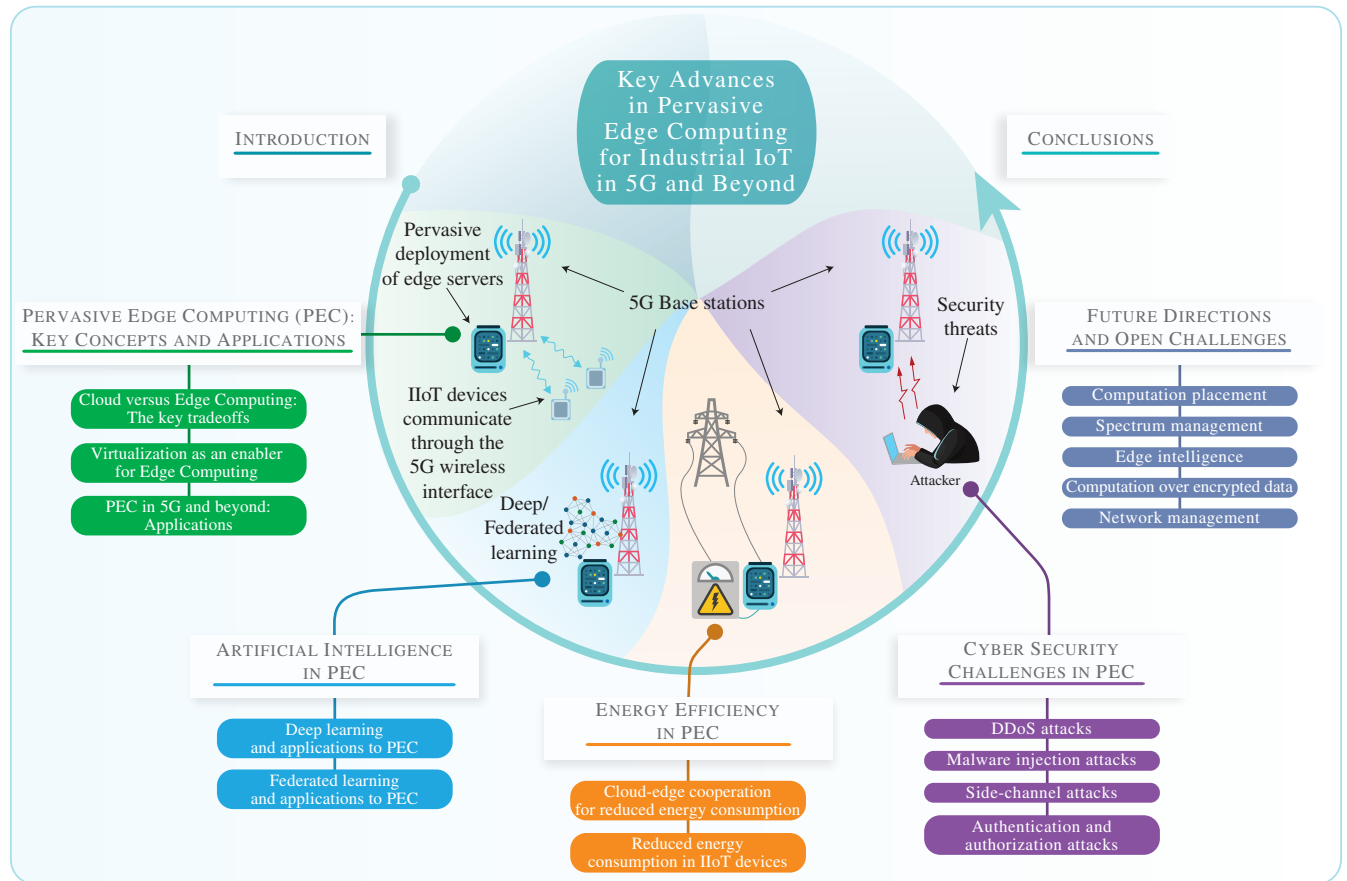 Key Advances
in Pervasive
Edge Computing
for Industrial IoT
in 5G and Beyond
INTRODUCTION
CONCLUSIONS
Pervasive
deployment
of edge servers
5G Base stations
Security
threats
PERVASIVE EDGE COMPUTING (PEC):
KEY CONCEPTS AND APPLICATIONS
Cloud versus Edge Computing:
The key tradeoffs
Virtualization as an enabler
for Edge Computing
PEC in 5G and beyond:
Applications
IIoT devices
communicate
through the
5G wireless
interface
Deep/
Federated
learning
Attacker
FUTURE DIRECTIONS
AND OPEN CHALLENGES
Computation placement
Spectrum management
Edge intelligence
Computation over encrypted data
Network management
ARTIFICIAL INTELLIGENCE
IN PEC
Deep learning
and applications to PEC
Federated learning
and applications to PEC
ENERGY EFFICIENCY
IN PEC
Cloud-edge cooperation
for reduced energy consumption
Reduced energy
consumption in IIoT devices
CYBER SECURITY
CHALLENGES IN PEC
DDoS attacks
Malware injection attacks
Side-channel attacks
Authentication and
authorization attacks